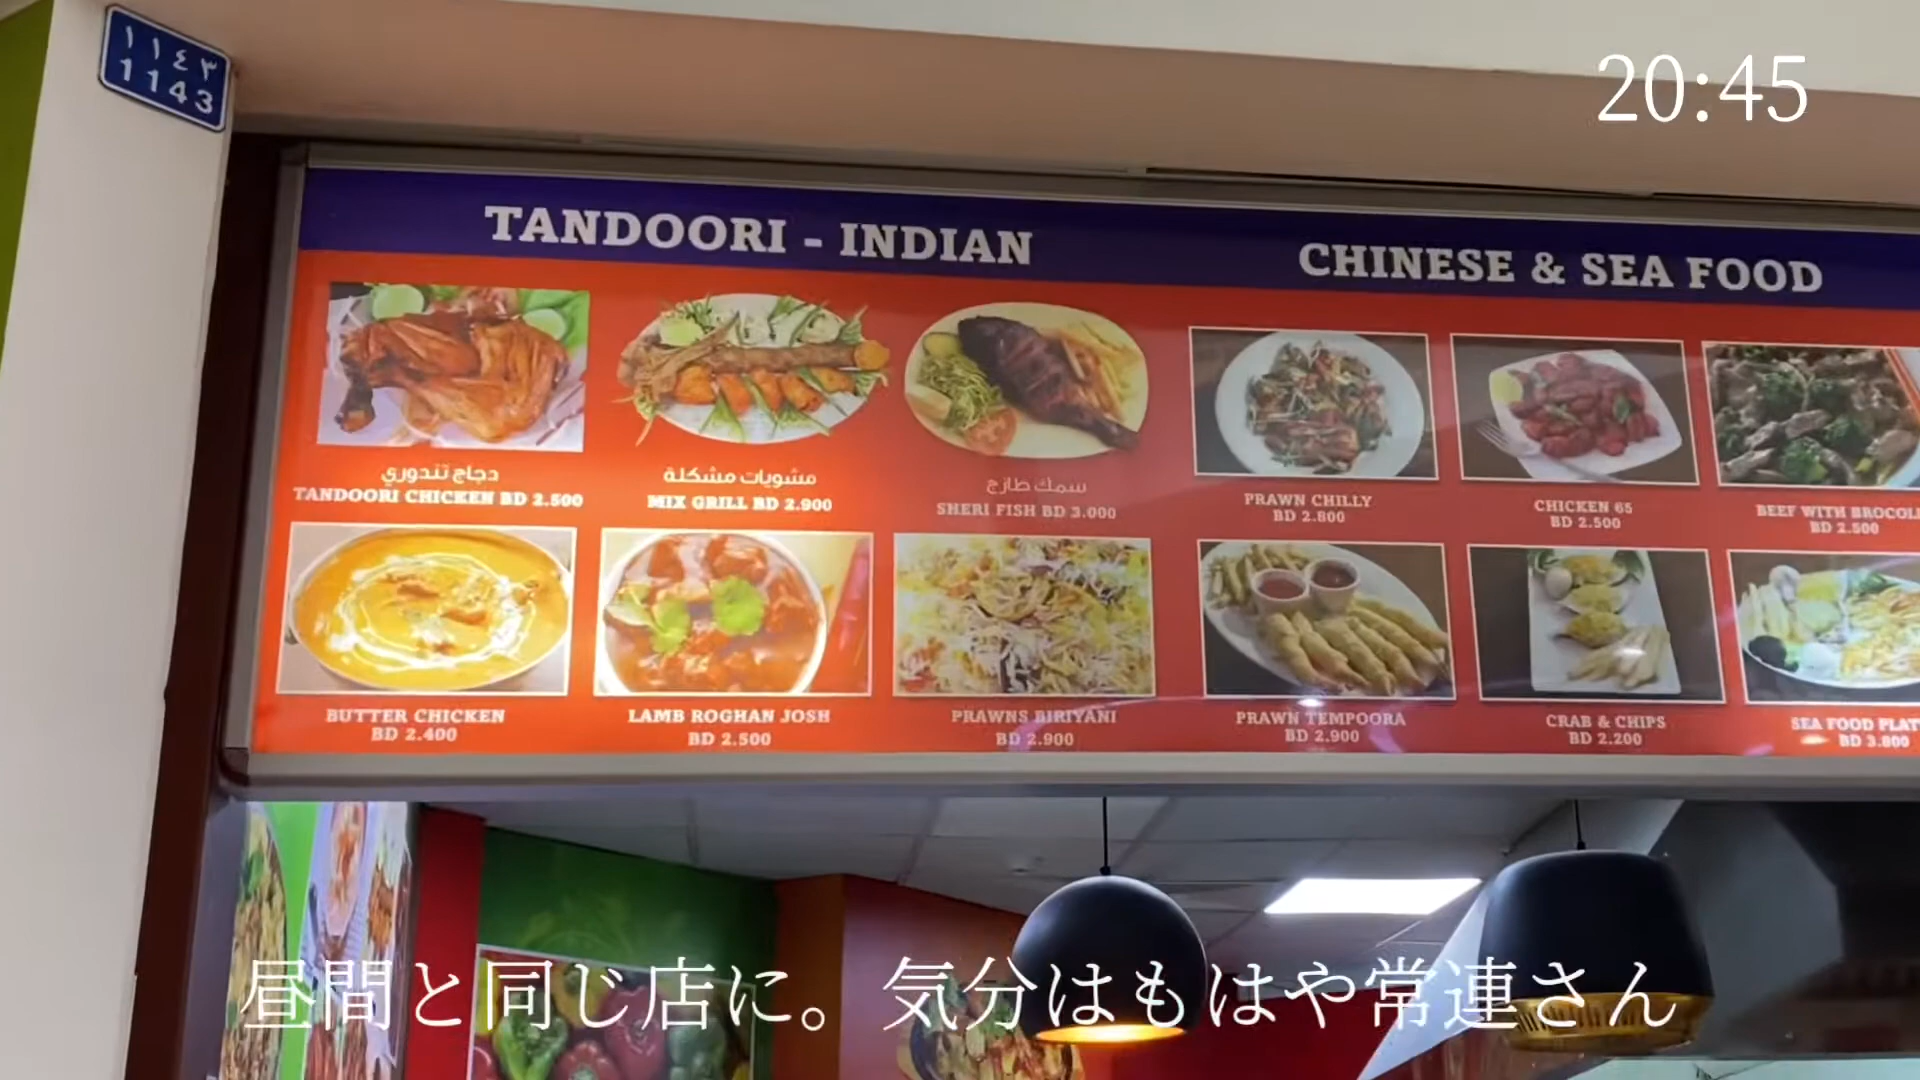 ١١٤٣
1143
20:45
TANDOORI - INDIAN
CHINESE & SEA FOOD
دجاج تندوري
TANDOORI CHICKEN BD 2.500
مشويات مشكلة
MIX GRILL BD 2.900
سمك طازج
SHERI FISH BD 3.000
PRAWN CHILLY
BD 2.800
CHICKEN 65
BD 2.500
BEEF WITH BROCOLI
BD 2.500
BUTTER CHICKEN
BD 2.400
LAMB ROGHAN JOSH
BD 2.500
PRAWNS BIRIYANI
BD 2.900
PRAWN TEMPOORA
BD 2.900
CRAB & CHIPS
BD 2.200
SEA FOOD PLAT
BD 3.800
昼間と同じ店に。気分はもはや常連さん